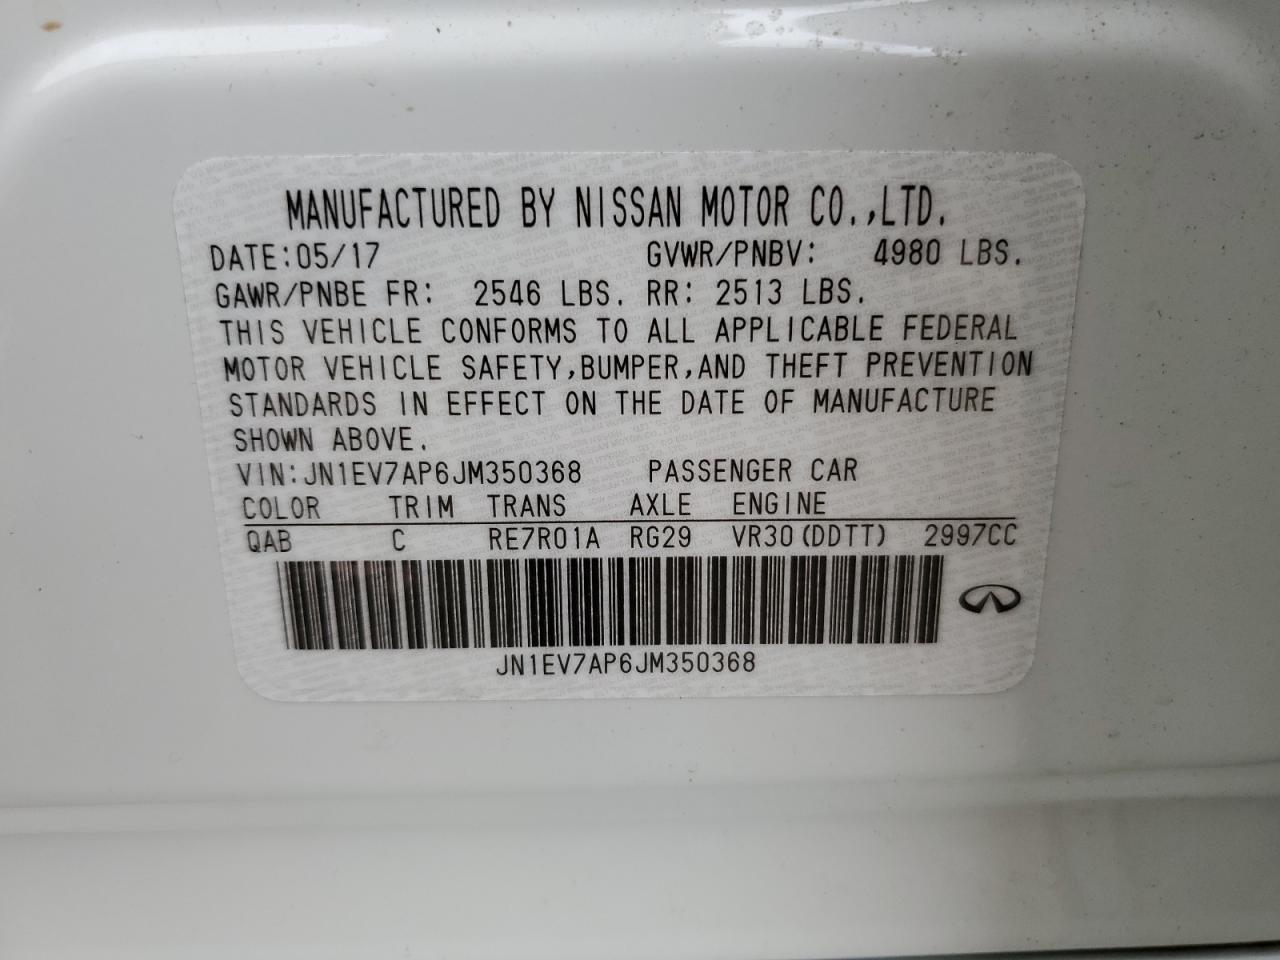 MANUFACTURED BY NISSAN MOTOR CO.,LTD.
DATE:05/17 GVWR/PNBV: 4980 LBS.
GAWR/PNBE FR: 2546 LBS. RR: 2513 LBS.
THIS VEHICLE CONFORMS TO ALL APPLICABLE FEDERAL
MOTOR VEHICLE SAFETY,BUMPER,AND THEFT PREVENTION
STANDARDS IN EFFECT ON THE DATE OF MANUFACTURE
SHOWN ABOVE.
VIN:JN1EV7AP6JM350368 PASSENGER CAR
COLOR TRIM TRANS AXLE ENGINE
QAB C RE7R01A RG29 VR30(DDTT) 2997CC
JN1EV7AP6JM350368